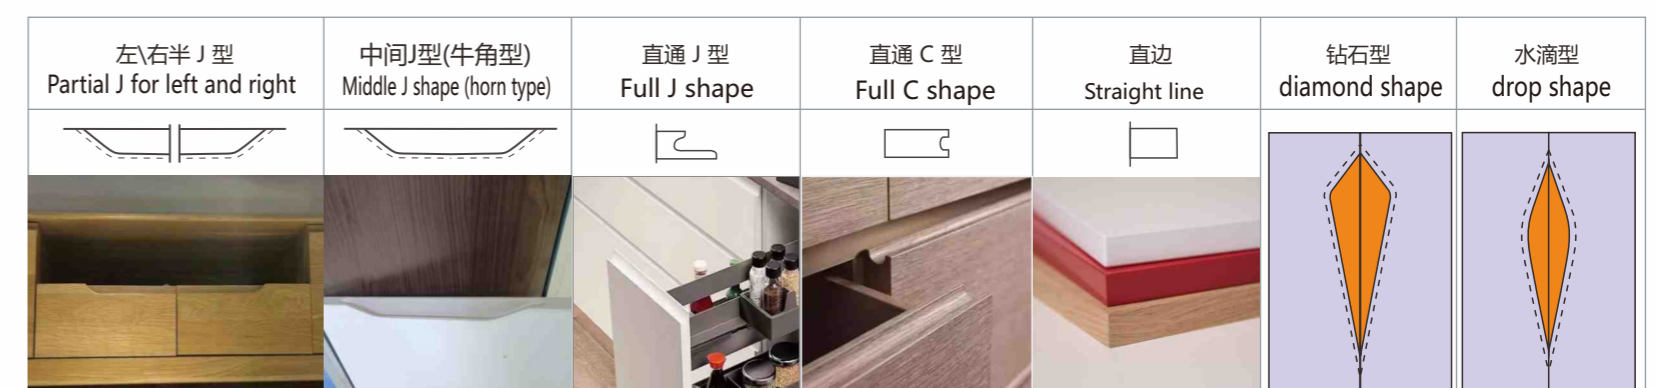 左\右半 J 型
Partial J for left and right
中间J型(牛角型)
Middle J shape (horn type)
直通 J 型
Full J shape
直通 C 型
Full C shape
直边
Straight line
钻石型
diamond shape
水滴型
drop shape